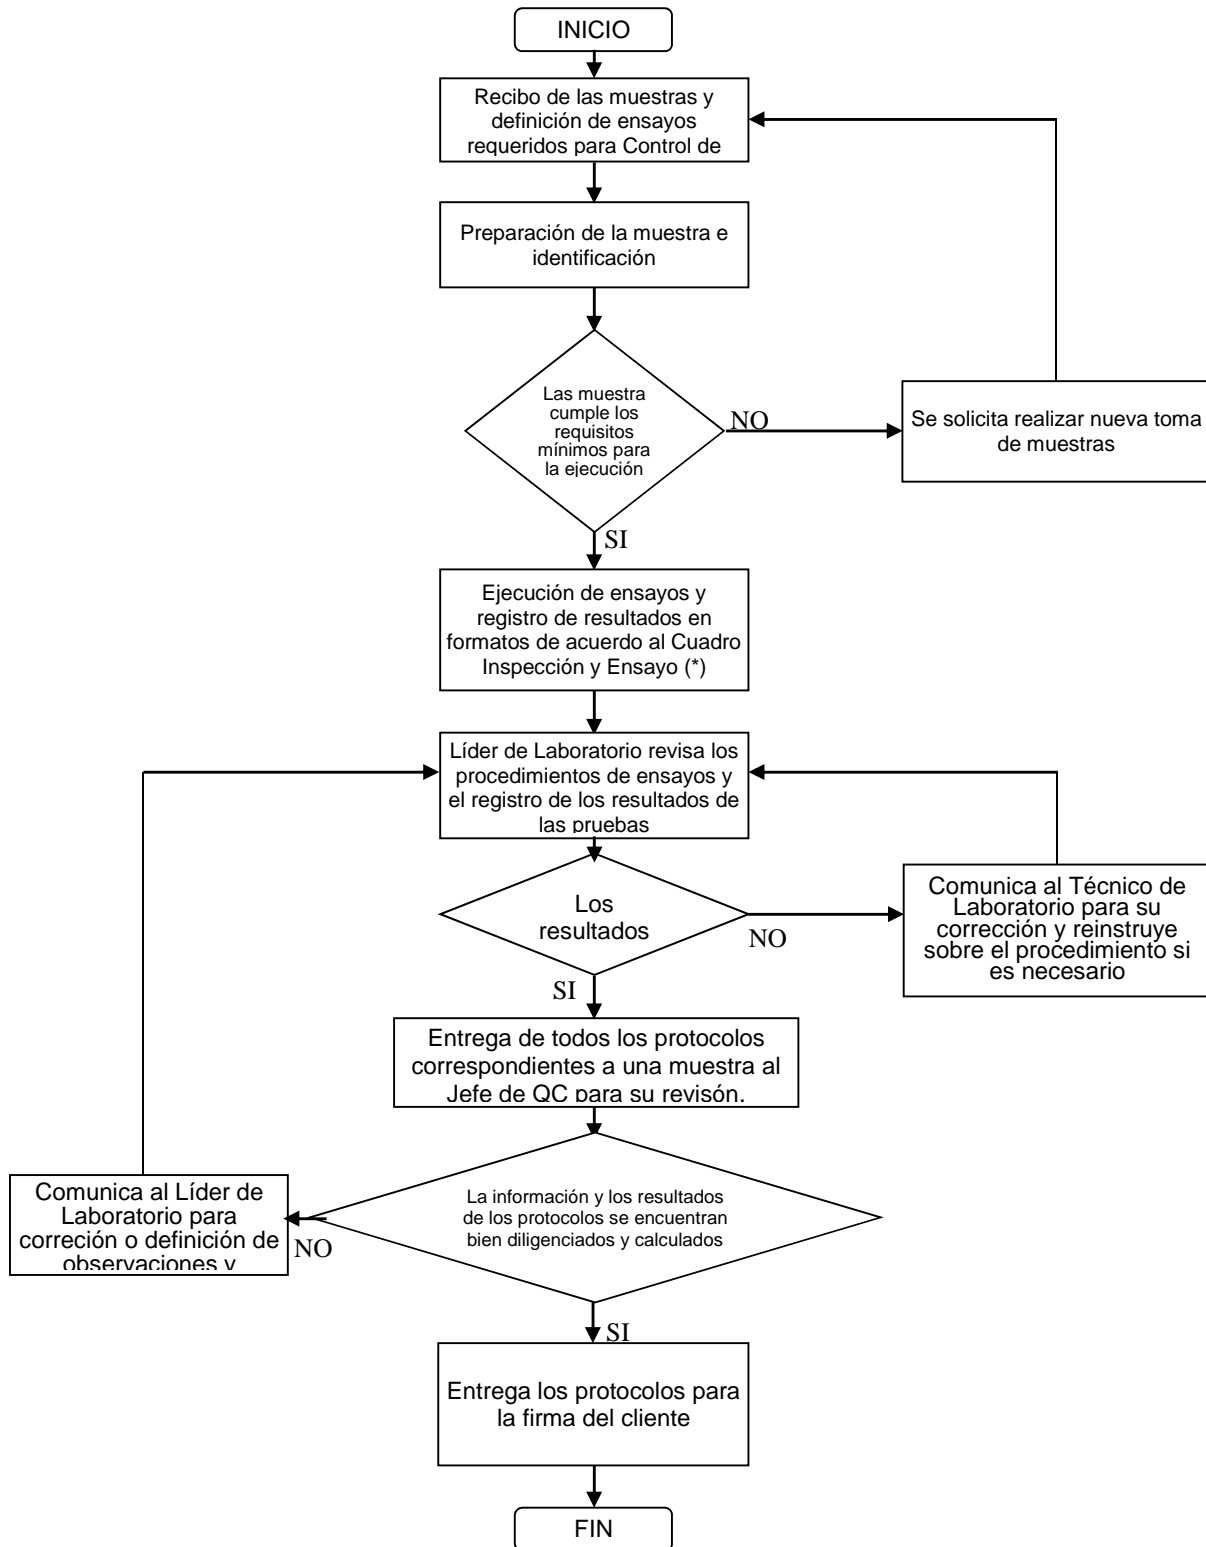 INICIO
Recibo de las muestras y
definición de ensayos
requeridos para Control de
Preparación de la muestra e
identificación
Las muestra
cumple los
requisitos
mínimos para
la ejecución
NO
Se solicita realizar nueva toma
de muestras
SI
Ejecución de ensayos y
registro de resultados en
formatos de acuerdo al Cuadro
Inspección y Ensayo (*)
Líder de Laboratorio revisa los
procedimientos de ensayos y
el registro de los resultados de
las pruebas
Los
resultados
NO
Comunica al Técnico de
Laboratorio para su
corrección y reinstruye
sobre el procedimiento si
es necesario
SI
Entrega de todos los protocolos
correspondientes a una muestra al
Jefe de QC para su revisón.
La información y los resultados
de los protocolos se encuentran
bien diligenciados y calculados
NO
Comunica al Líder de
Laboratorio para
correción o definición de
observaciones y
SI
Entrega los protocolos para
la firma del cliente
FIN